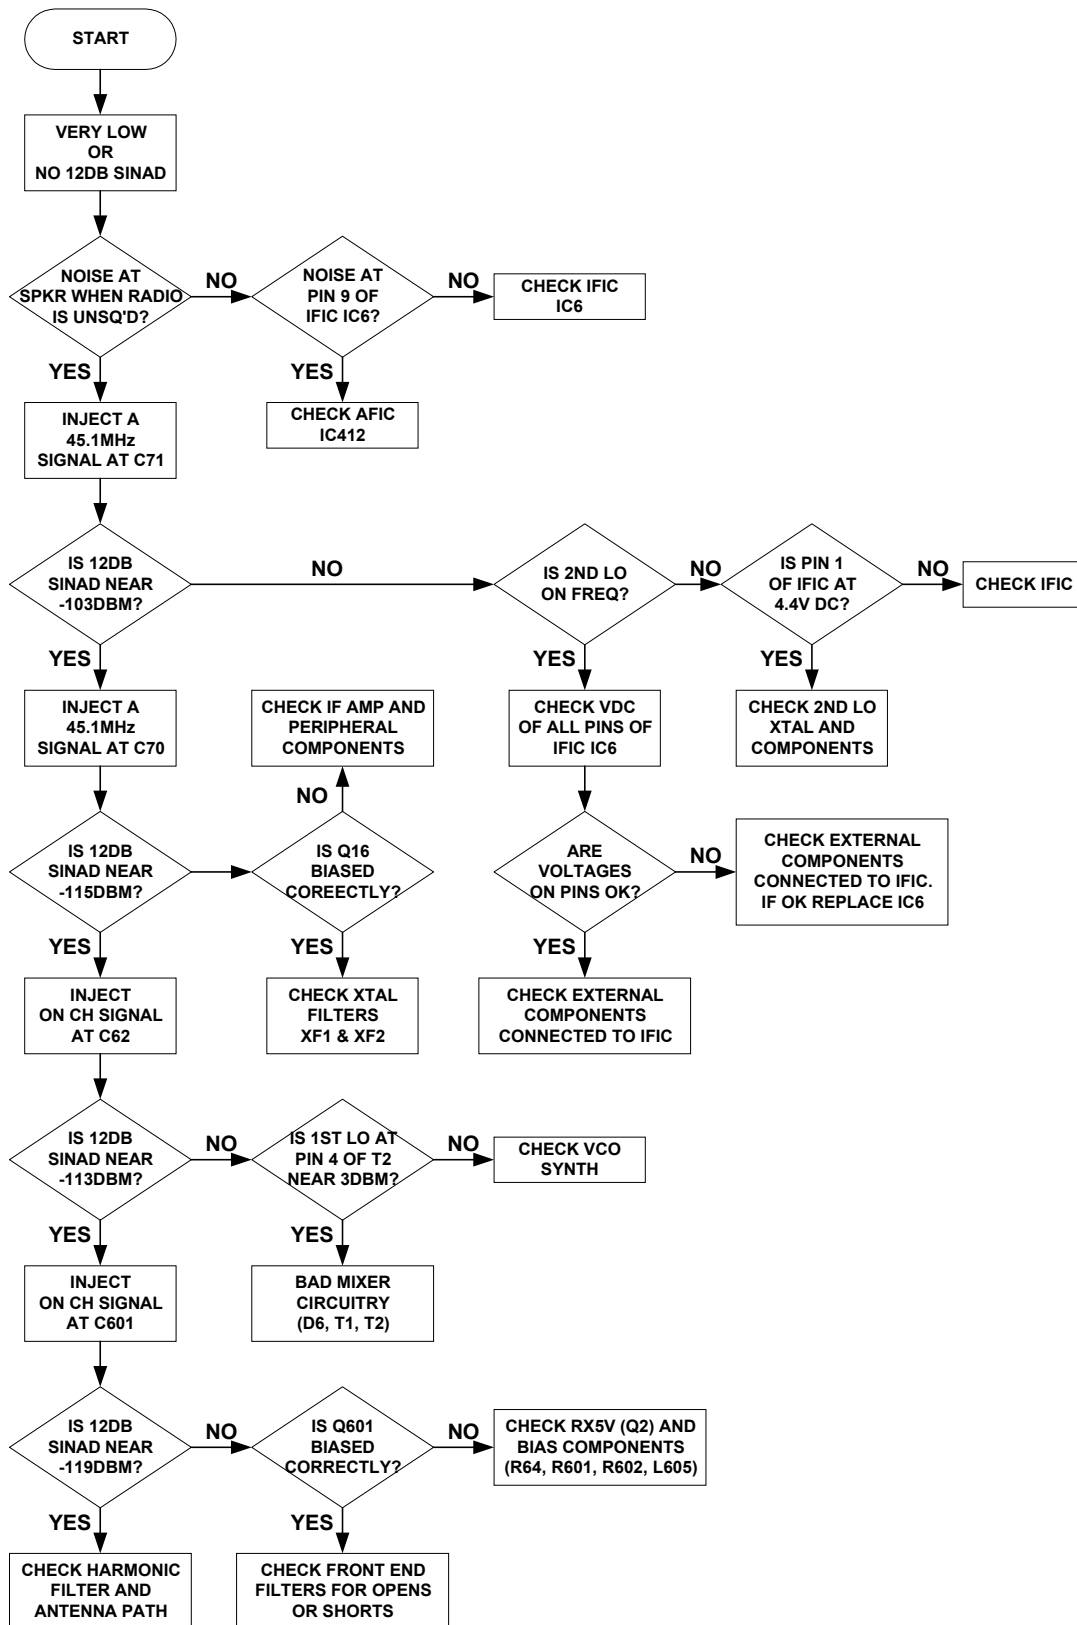 START
VERY LOW
OR
NO 12DB SINAD
NOISE AT
SPKR WHEN RADIO
IS UNSQ'D?
NO
NOISE AT
PIN 9 OF
IFIC IC6?
NO
CHECK IFIC
IC6
YES
YES
INJECT A
45.1MHz
SIGNAL AT C71
CHECK AFIC
IC412
IS 12DB
SINAD NEAR
-103DBM?
NO
IS 2ND LO
ON FREQ?
NO
IS PIN 1
OF IFIC AT
4.4V DC?
NO
CHECK IFIC
YES
YES
YES
INJECT A
45.1MHz
SIGNAL AT C70
CHECK IF AMP AND
PERIPHERAL
COMPONENTS
CHECK VDC
OF ALL PINS OF
IFIC IC6
CHECK 2ND LO
XTAL AND
COMPONENTS
NO
IS 12DB
SINAD NEAR
-115DBM?
IS Q16
BIASED
COREECTLY?
ARE
VOLTAGES
ON PINS OK?
NO
CHECK EXTERNAL
COMPONENTS
CONNECTED TO IFIC.
IF OK REPLACE IC6
YES
YES
YES
INJECT
ON CH SIGNAL
AT C62
CHECK XTAL
FILTERS
XF1 & XF2
CHECK EXTERNAL
COMPONENTS
CONNECTED TO IFIC
IS 12DB
SINAD NEAR
-113DBM?
NO
IS 1ST LO AT
PIN 4 OF T2
NEAR 3DBM?
NO
CHECK VCO
SYNTH
YES
YES
INJECT
ON CH SIGNAL
AT C601
BAD MIXER
CIRCUITRY
(D6, T1, T2)
IS 12DB
SINAD NEAR
-119DBM?
NO
IS Q601
BIASED
CORRECTLY?
NO
CHECK RX5V (Q2) AND
BIAS COMPONENTS
(R64, R601, R602, L605)
YES
YES
CHECK HARMONIC
FILTER AND
ANTENNA PATH
CHECK FRONT END
FILTERS FOR OPENS
OR SHORTS